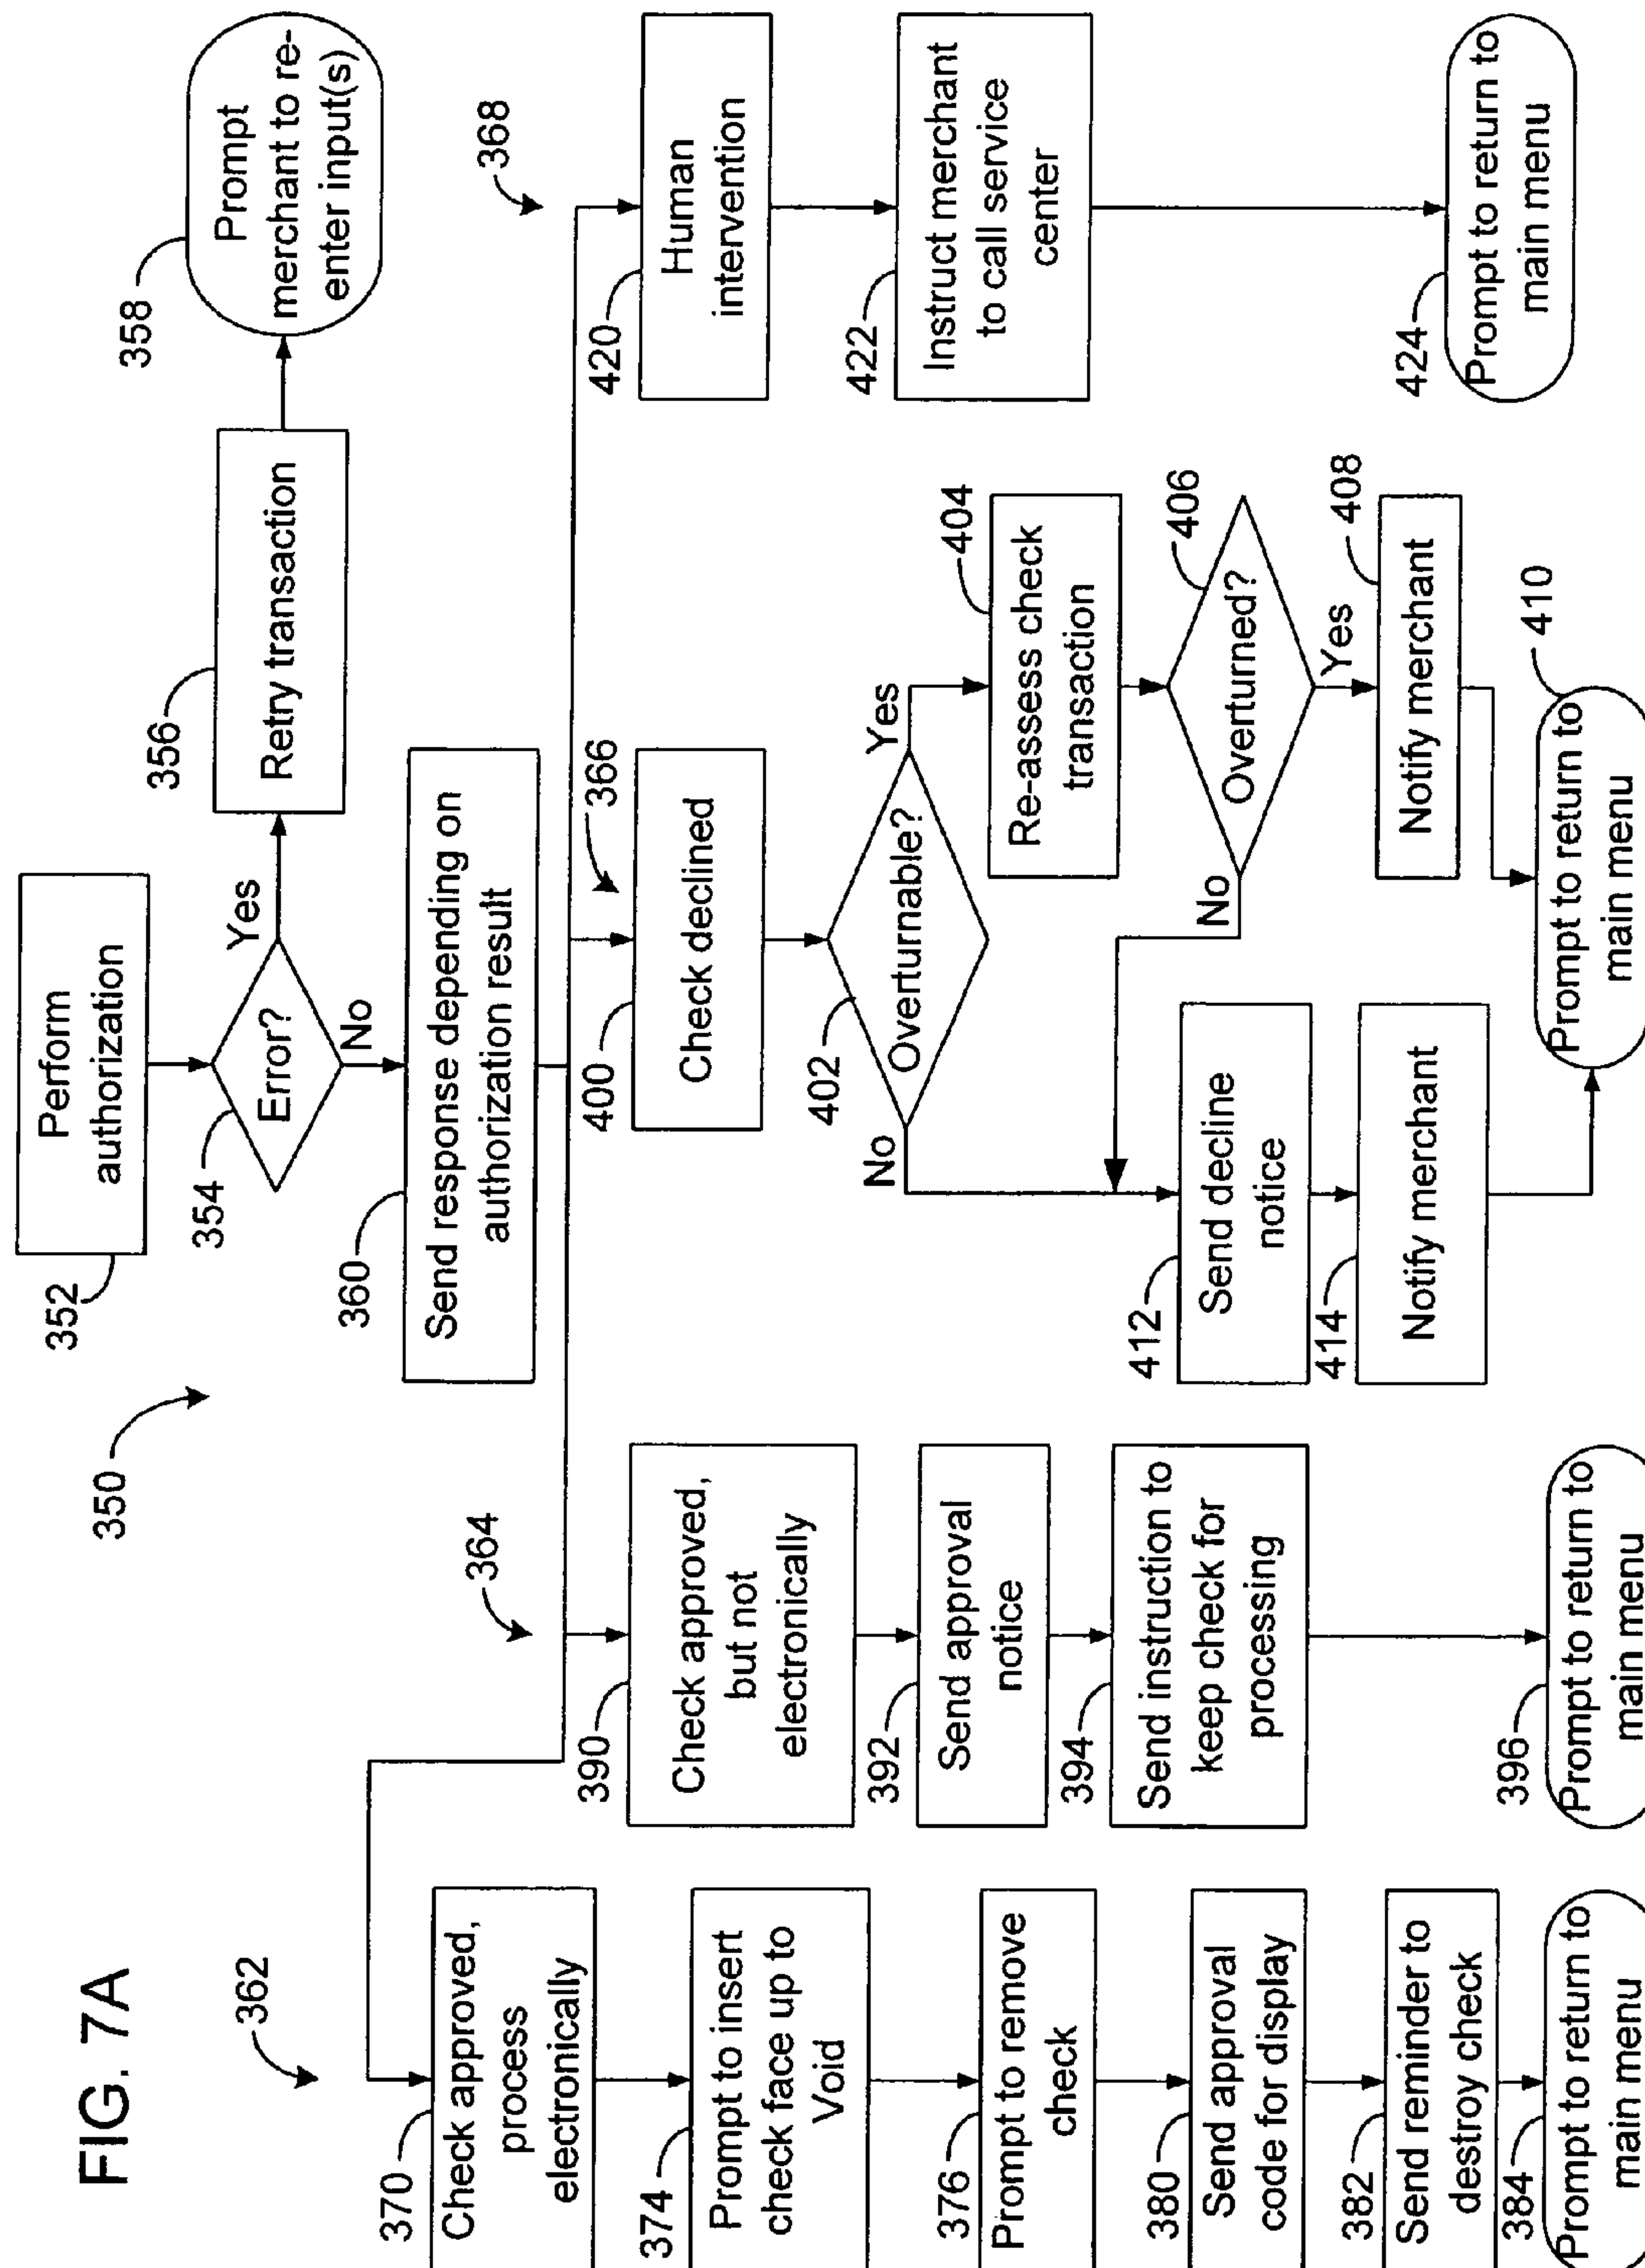 FIG. 7A
350
352
Perform
authorization
354
Error?
Yes
No
356
Retry transaction
358
Prompt
merchant to re-
enter input(s)
360
Send response depending on
authorization result
362
370
Check approved,
process
electronically
374
Prompt to insert
check face up to
Void
376
Prompt to remove
check
380
Send approval
code for display
382
Send reminder to
destroy check
384
Prompt to return to
main menu
364
390
Check approved,
but not
electronically
392
Send approval
notice
394
Send instruction to
keep check for
processing
396
Prompt to return to
main menu
366
400
Check declined
402
Overturnable?
No
Yes
404
Re-assess check
transaction
406
Overturned?
No
Yes
408
Notify merchant
410
Prompt to return to
main menu
412
Send decline
notice
414
Notify merchant
368
420
Human
intervention
422
Instruct merchant
to call service
center
424
Prompt to return to
main menu